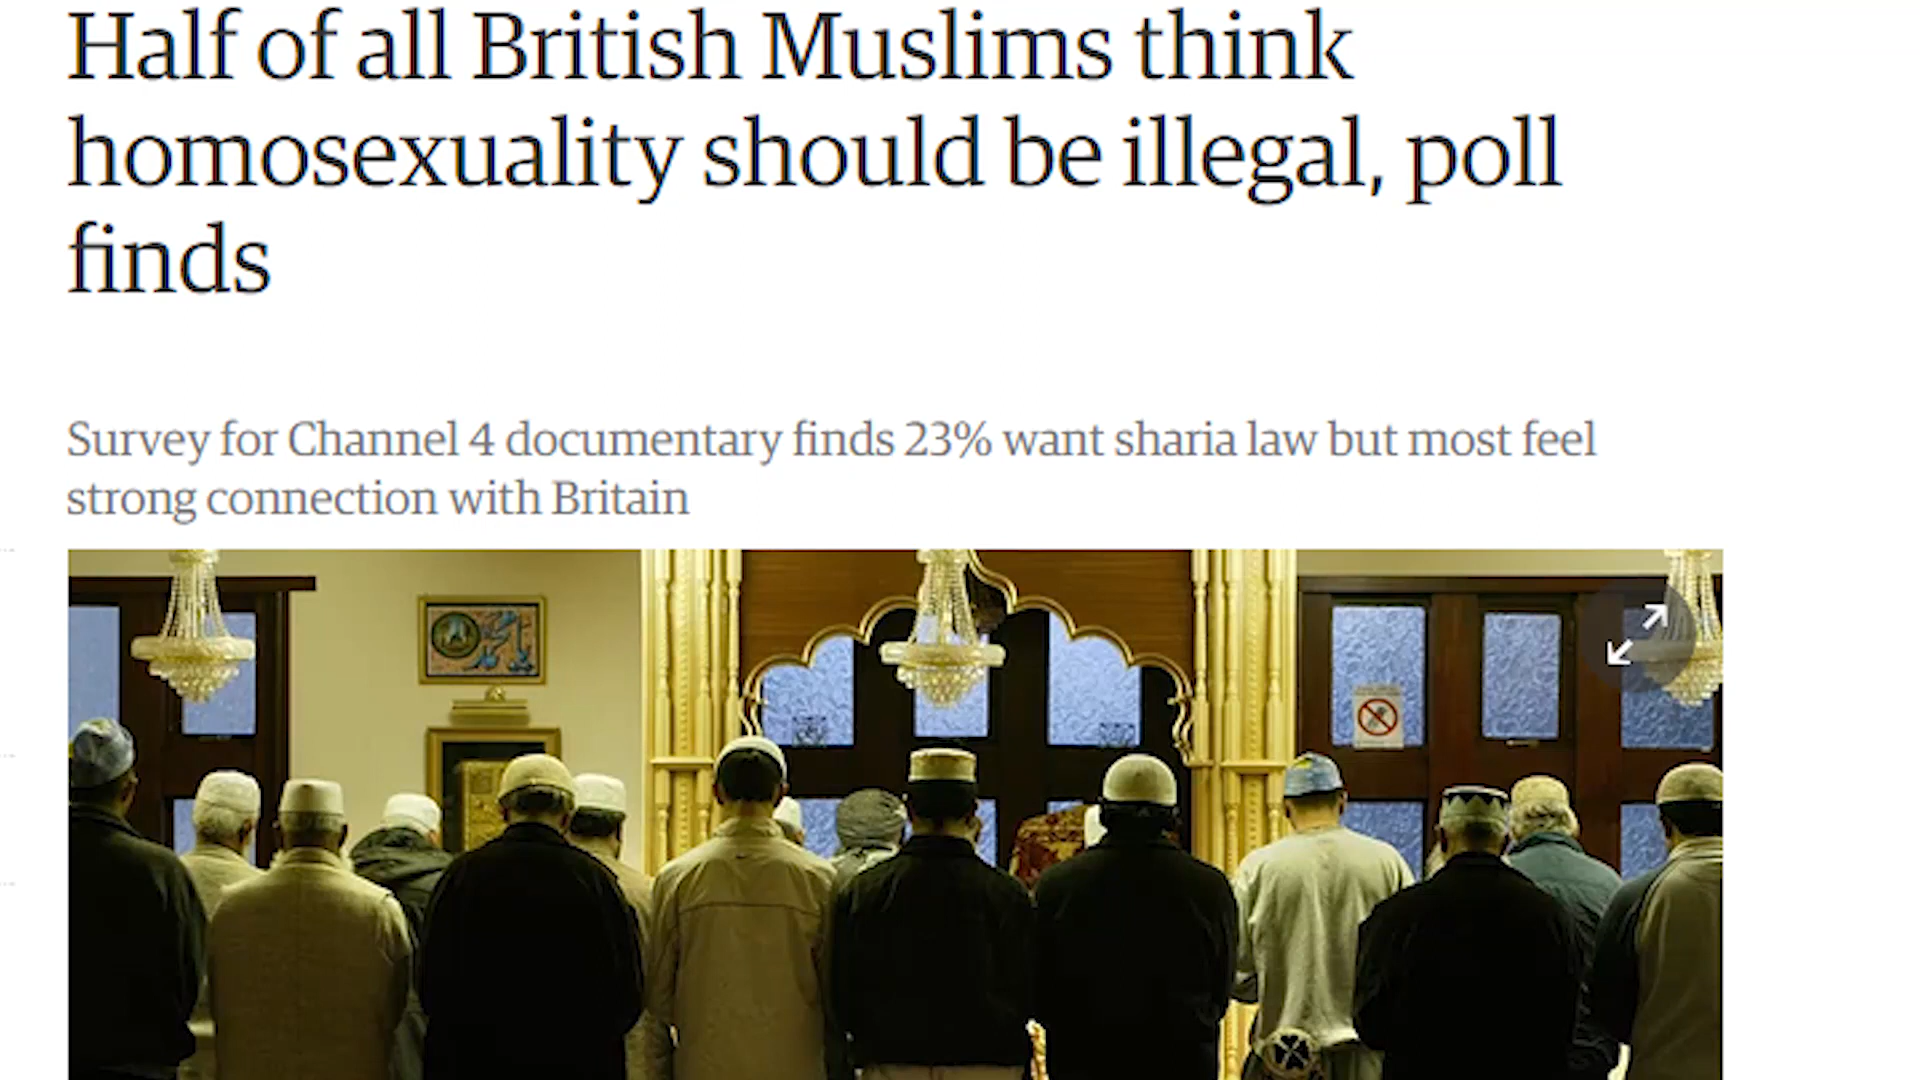 Half of all British Muslims think
homosexuality should be illegal, poll
finds
Survey for Channel 4 documentary finds 23% want sharia law but most feel
strong connection with Britain